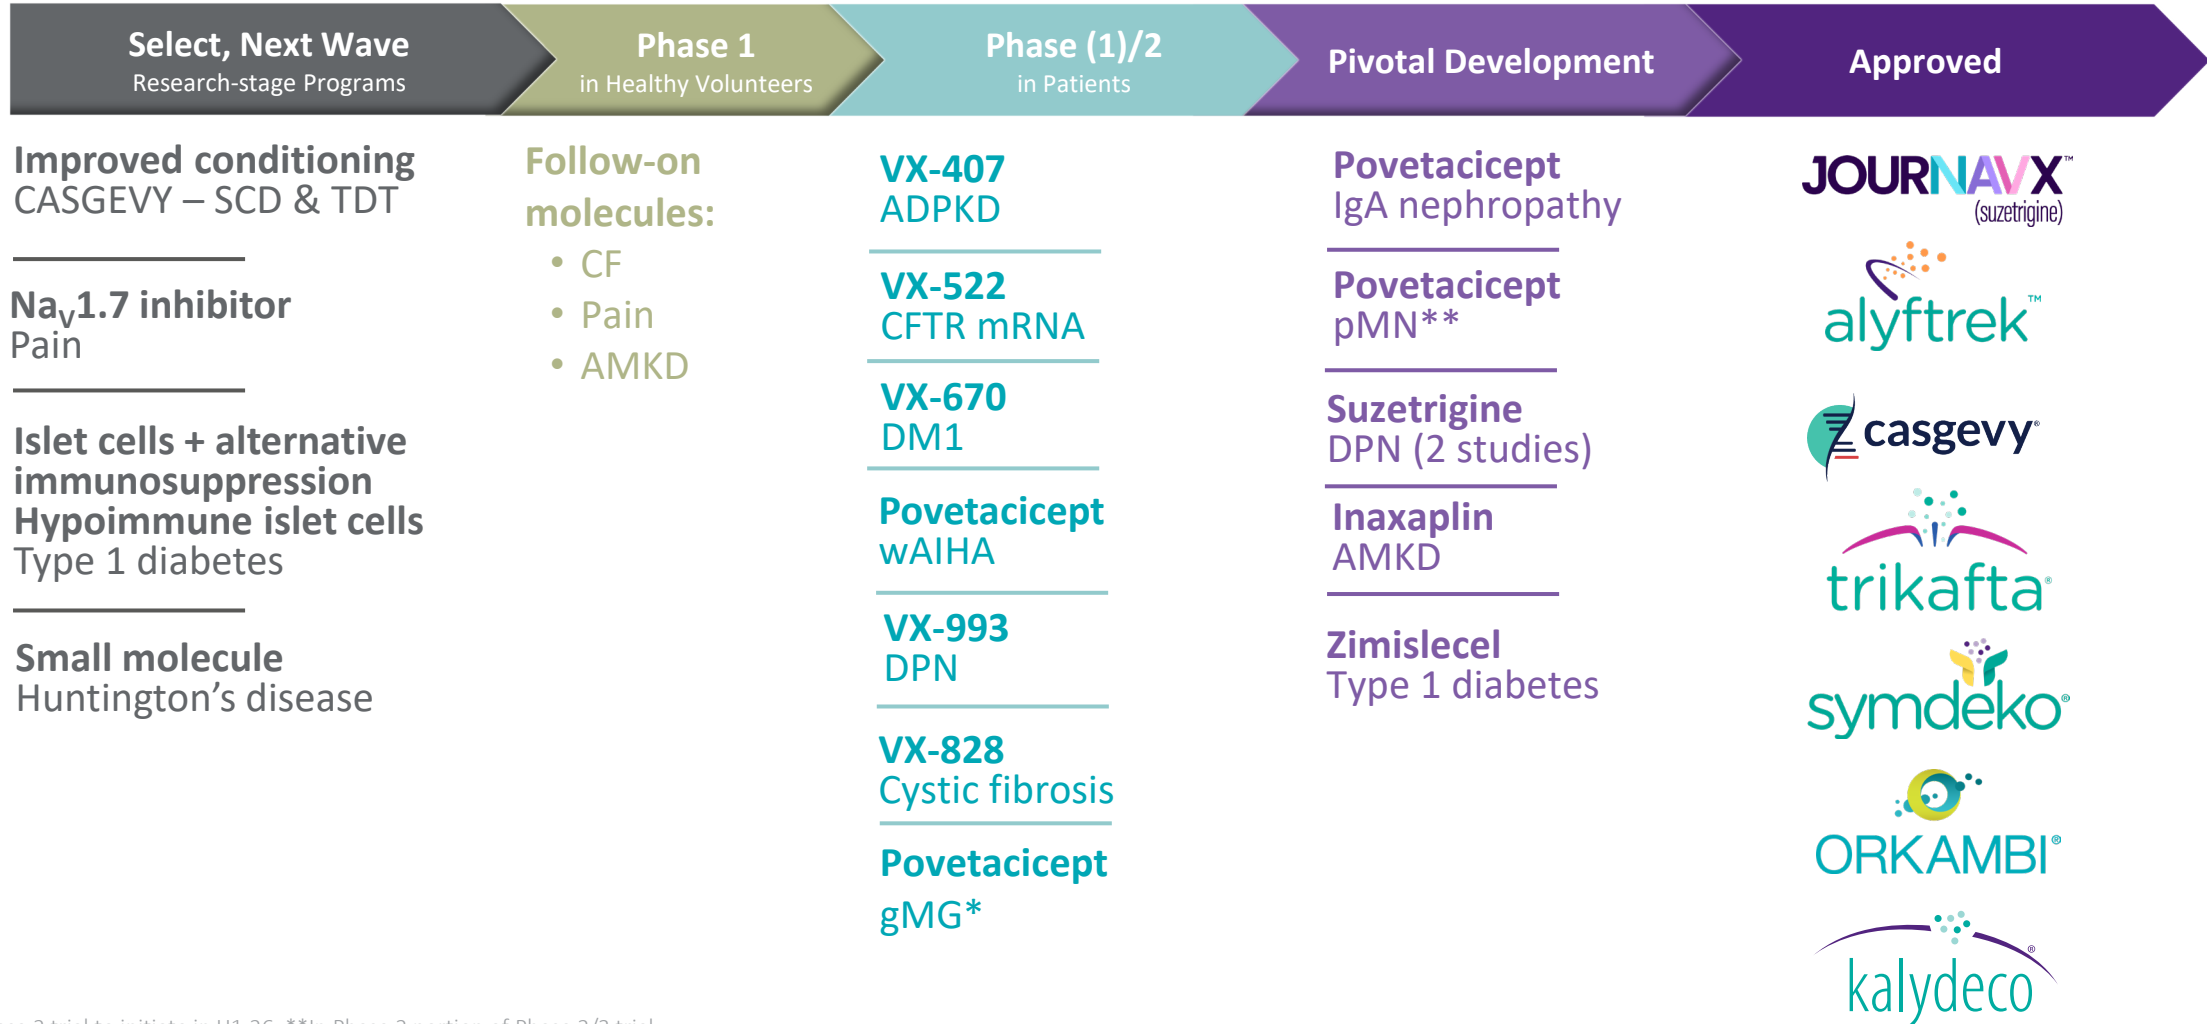 Select, Next Wave
Research-stage Programs
Phase 1
in Healthy Volunteers
Phase (1)/2
in Patients
Pivotal Development
Approved
Improved conditioning
CASGEVY – SCD & TDT
NaV1.7 inhibitor
Pain
Islet cells + alternative
immunosuppression
Hypoimmune islet cells
Type 1 diabetes
Small molecule
Huntington’s disease
Follow-on
molecules:
• CF
• Pain
• AMKD
VX-407
ADPKD
VX-522
CFTR mRNA
VX-670
DM1
Povetacicept
wAIHA
VX-993
DPN
VX-828
Cystic fibrosis
Povetacicept
gMG*
Povetacicept
IgA nephropathy
Povetacicept
pMN**
Suzetrigine
DPN (2 studies)
Inaxaplin
AMKD
Zimislecel
Type 1 diabetes
JOURNAVX™
(suzetrigine)
alyftrek™
casgevy®
trikafta®
symdeko®
ORKAMBI®
kalydeco®